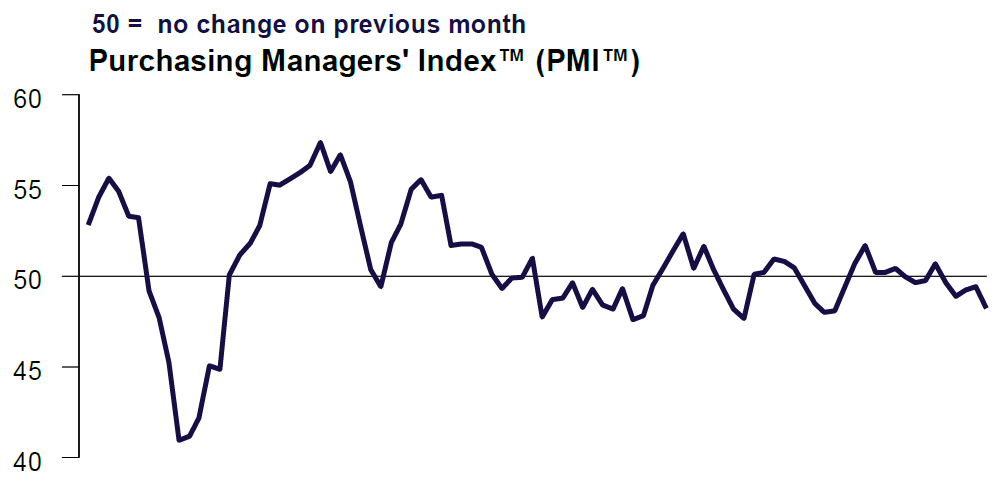 50 =  no change on previous month
Purchasing Managers' Index™ (PMI™)
60
55
50
45
40